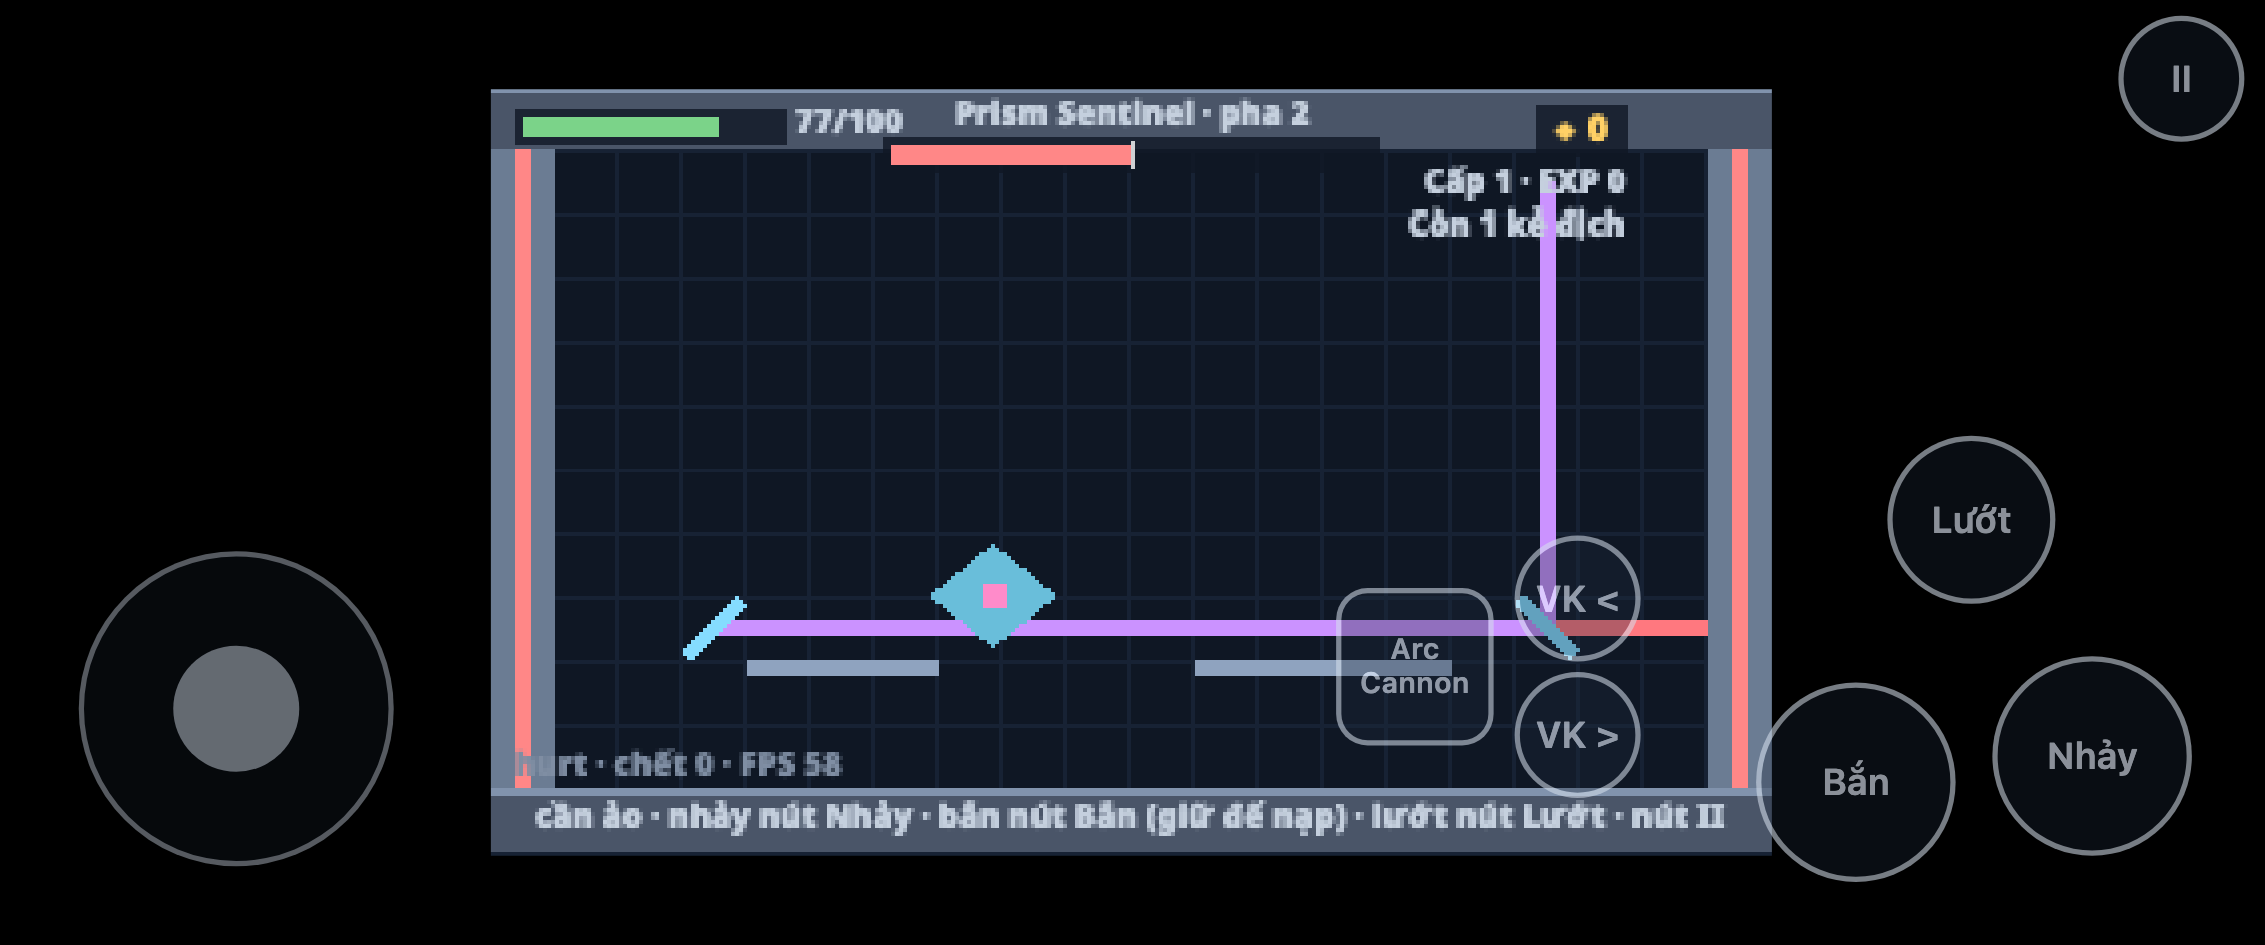 II
77/100
Prism Sentinel · pha 2
0
Cấp 1 · EXP 0
Còn 1 kẻ địch
Lướt
VK <
Arc
Cannon
VK >
Nhảy
Bắn
hurt · chết 0 · FPS 58
cần ảo · nhảy nút Nhảy · bắn nút Bắn (giữ để nạp) · lướt nút Lướt · nút II